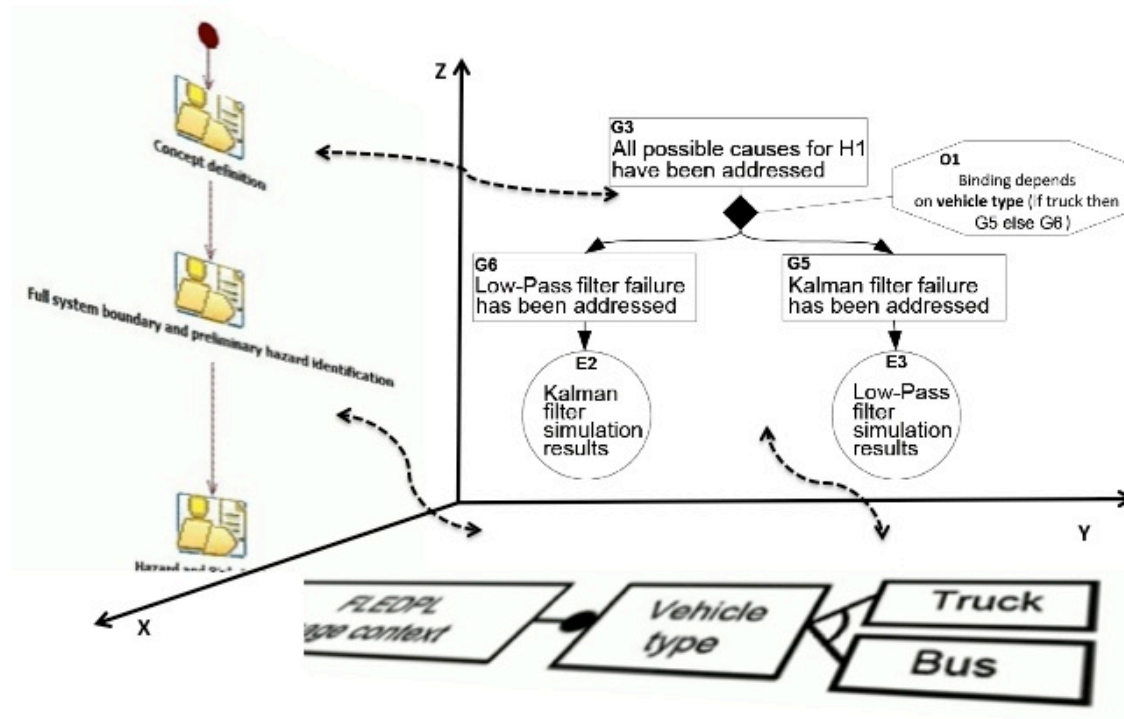 Concept definition
Full system boundary and preliminary hazard identification
Hazard and
Z
G3
All possible causes for H1
have been addressed
O1
Binding depends
on vehicle type (if truck then
G5 else G6)
G6
Low-Pass filter failure
has been addressed
G5
Kalman filter failure
has been addressed
E2
Kalman
filter
simulation
results
E3
Low-Pass
filter
simulation
results
Y
X
FLEDPL
context
Vehicle
type
Truck
Bus